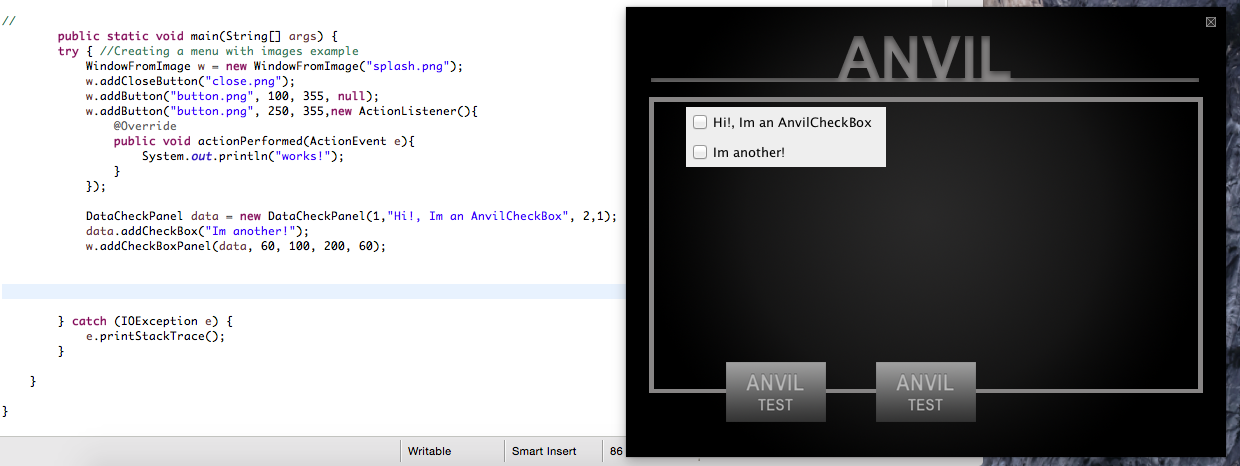 //
public static void main(String[] args) {
try { //Creating a menu with images example
WindowFromImage w = new WindowFromImage("splash.png");
w.addCloseButton("close.png");
w.addButton("button.png", 100, 355, null);
w.addButton("button.png", 250, 355,new ActionListener(){
@Override
public void actionPerformed(ActionEvent e){
System.out.println("works!");
}
});
DataCheckPanel data = new DataCheckPanel(1,"Hi!, Im an AnvilCheckBox", 2,1);
data.addCheckBox("Im another!");
w.addCheckBoxPanel(data, 60, 100, 200, 60);
} catch (IOException e) {
e.printStackTrace();
}
}
}
Writable
Smart Insert
86
ANVIL
Hi!, Im an AnvilCheckBox
Im another!
ANVIL
TEST
ANVIL
TEST